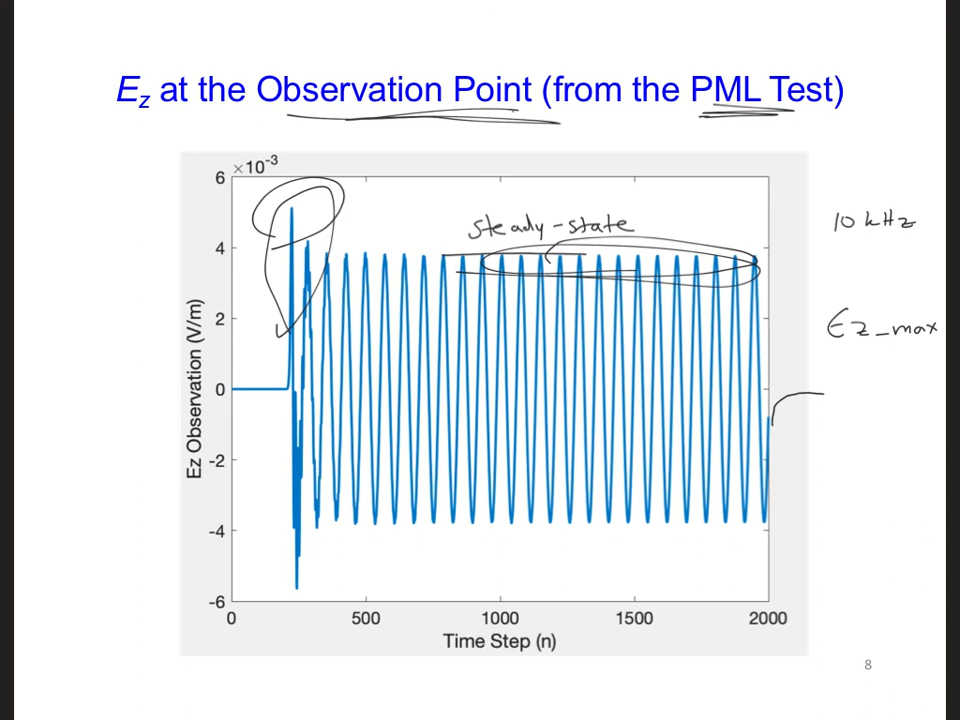 Ez at the Observation Point (from the PML Test)
×10-3
6
4
2
0
-2
-4
-6
Ez Observation (V/m)
0 500 1000 1500 2000
Time Step (n)
steady-state
10 kHz
Ez_max
8